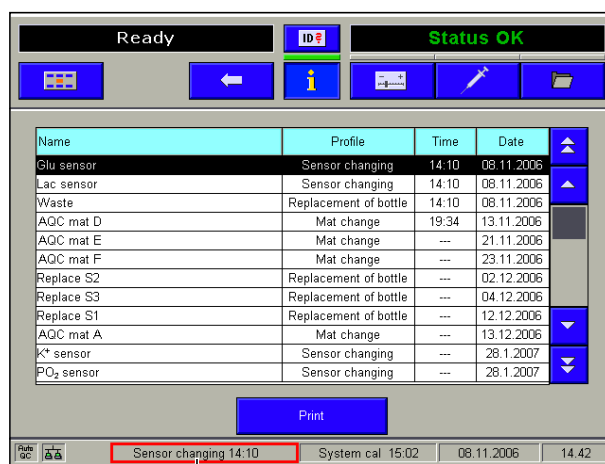 Ready ID? Status OK
i - +
Name Profile Time Date
Glu sensor Sensor changing 14:10 08.11.2006
Lac sensor Sensor changing 14:10 08.11.2006
Waste Replacement of bottle 14:10 08.11.2006
AQC mat D Mat change 19:34 13.11.2006
AQC mat E Mat change --- 21.11.2006
AQC mat F Mat change --- 23.11.2006
Replace S2 Replacement of bottle --- 02.12.2006
Replace S3 Replacement of bottle --- 04.12.2006
Replace S1 Replacement of bottle --- 12.12.2006
AQC mat A Mat change --- 13.12.2006
K⁺ sensor Sensor changing --- 28.1.2007
PO₂ sensor Sensor changing --- 28.1.2007
Print
Auto QC Sensor changing 14:10 System cal 15:02 08.11.2006 14.42